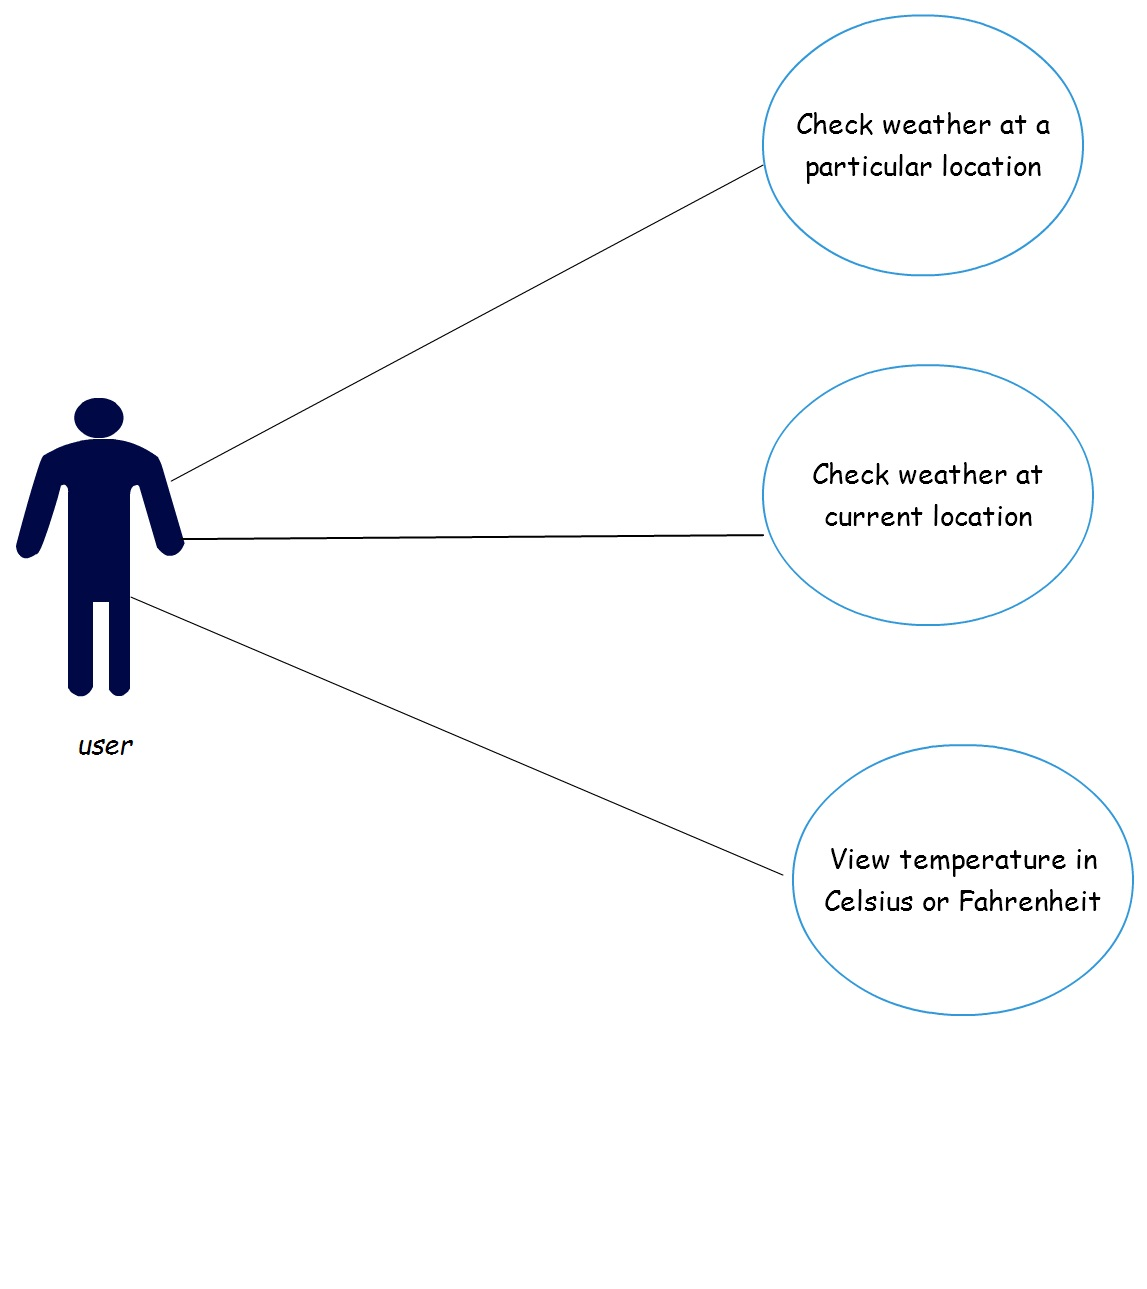 Check weather at a
particular location
Check weather at
current location
user
View temperature in
Celsius or Fahrenheit